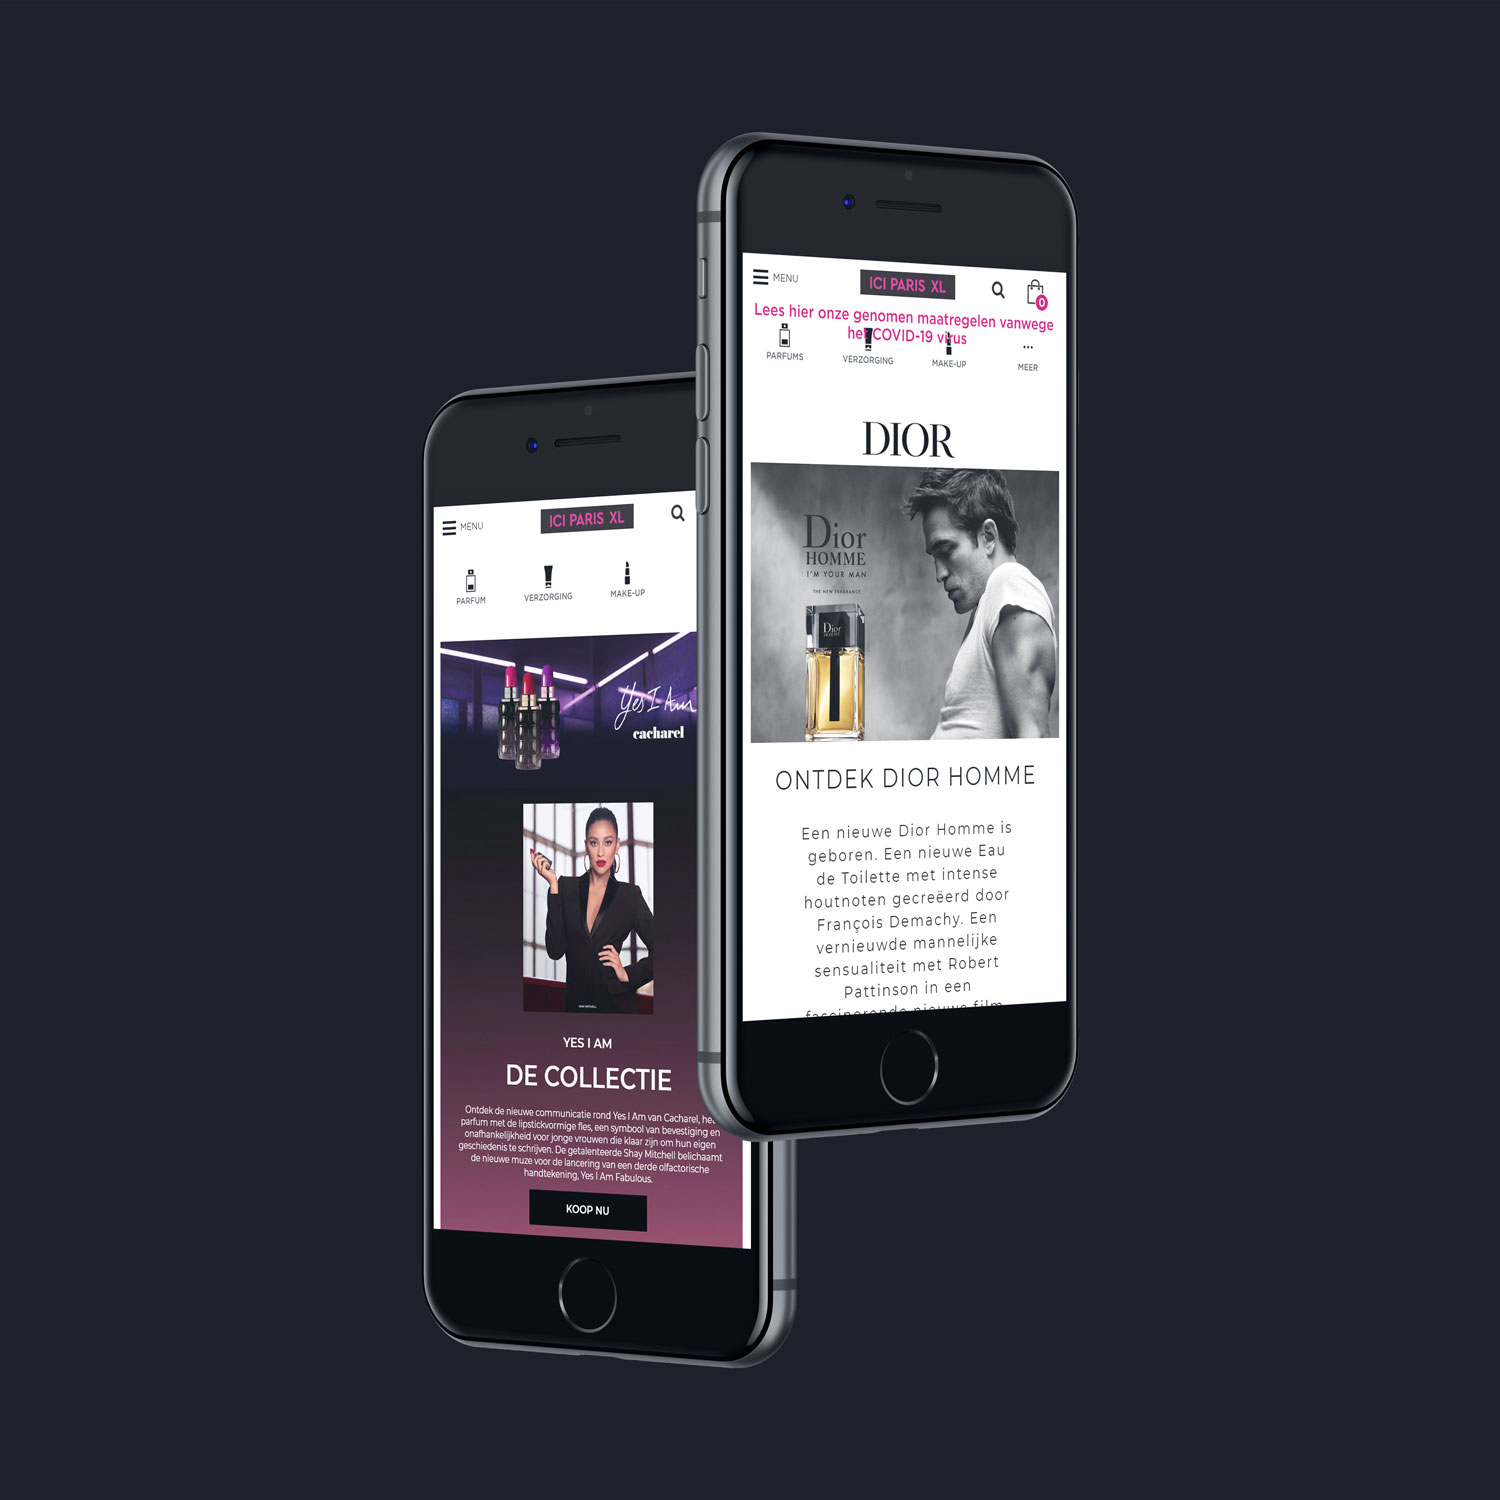 MENU
ICI PARIS XL
0
Lees hier onze genomen maatregelen vanwege
het COVID-19 virus
PARFUMS
VERZORGING
MAKE-UP
MEER
DIOR
Dior
HOMME
I'M YOUR MAN
THE NEW FRAGRANCE
Dior
HOMME
ONTDEK DIOR HOMME
Een nieuwe Dior Homme is
geboren. Een nieuwe Eau
de Toilette met intense
houtnoten gecreëerd door
François Demachy. Een
vernieuwde mannelijke
sensualiteit met Robert
Pattinson in een
fascinerende nieuwe film
MENU
ICI PARIS XL
PARFUM
VERZORGING
MAKE-UP
Yes I Am
cacharel
SHAY MITCHELL
YES I AM
DE COLLECTIE
Ontdek de nieuwe communicatie rond Yes I Am van Cacharel, het
parfum met de lipstickvormige fles, een symbool van bevestiging en
onafhankelijkheid voor jonge vrouwen die klaar zijn om hun eigen
geschiedenis te schrijven. De getalenteerde Shay Mitchell belichaamt
de nieuwe muze voor de lancering van een derde olfactorische
handtekening, Yes I Am Fabulous.
KOOP NU